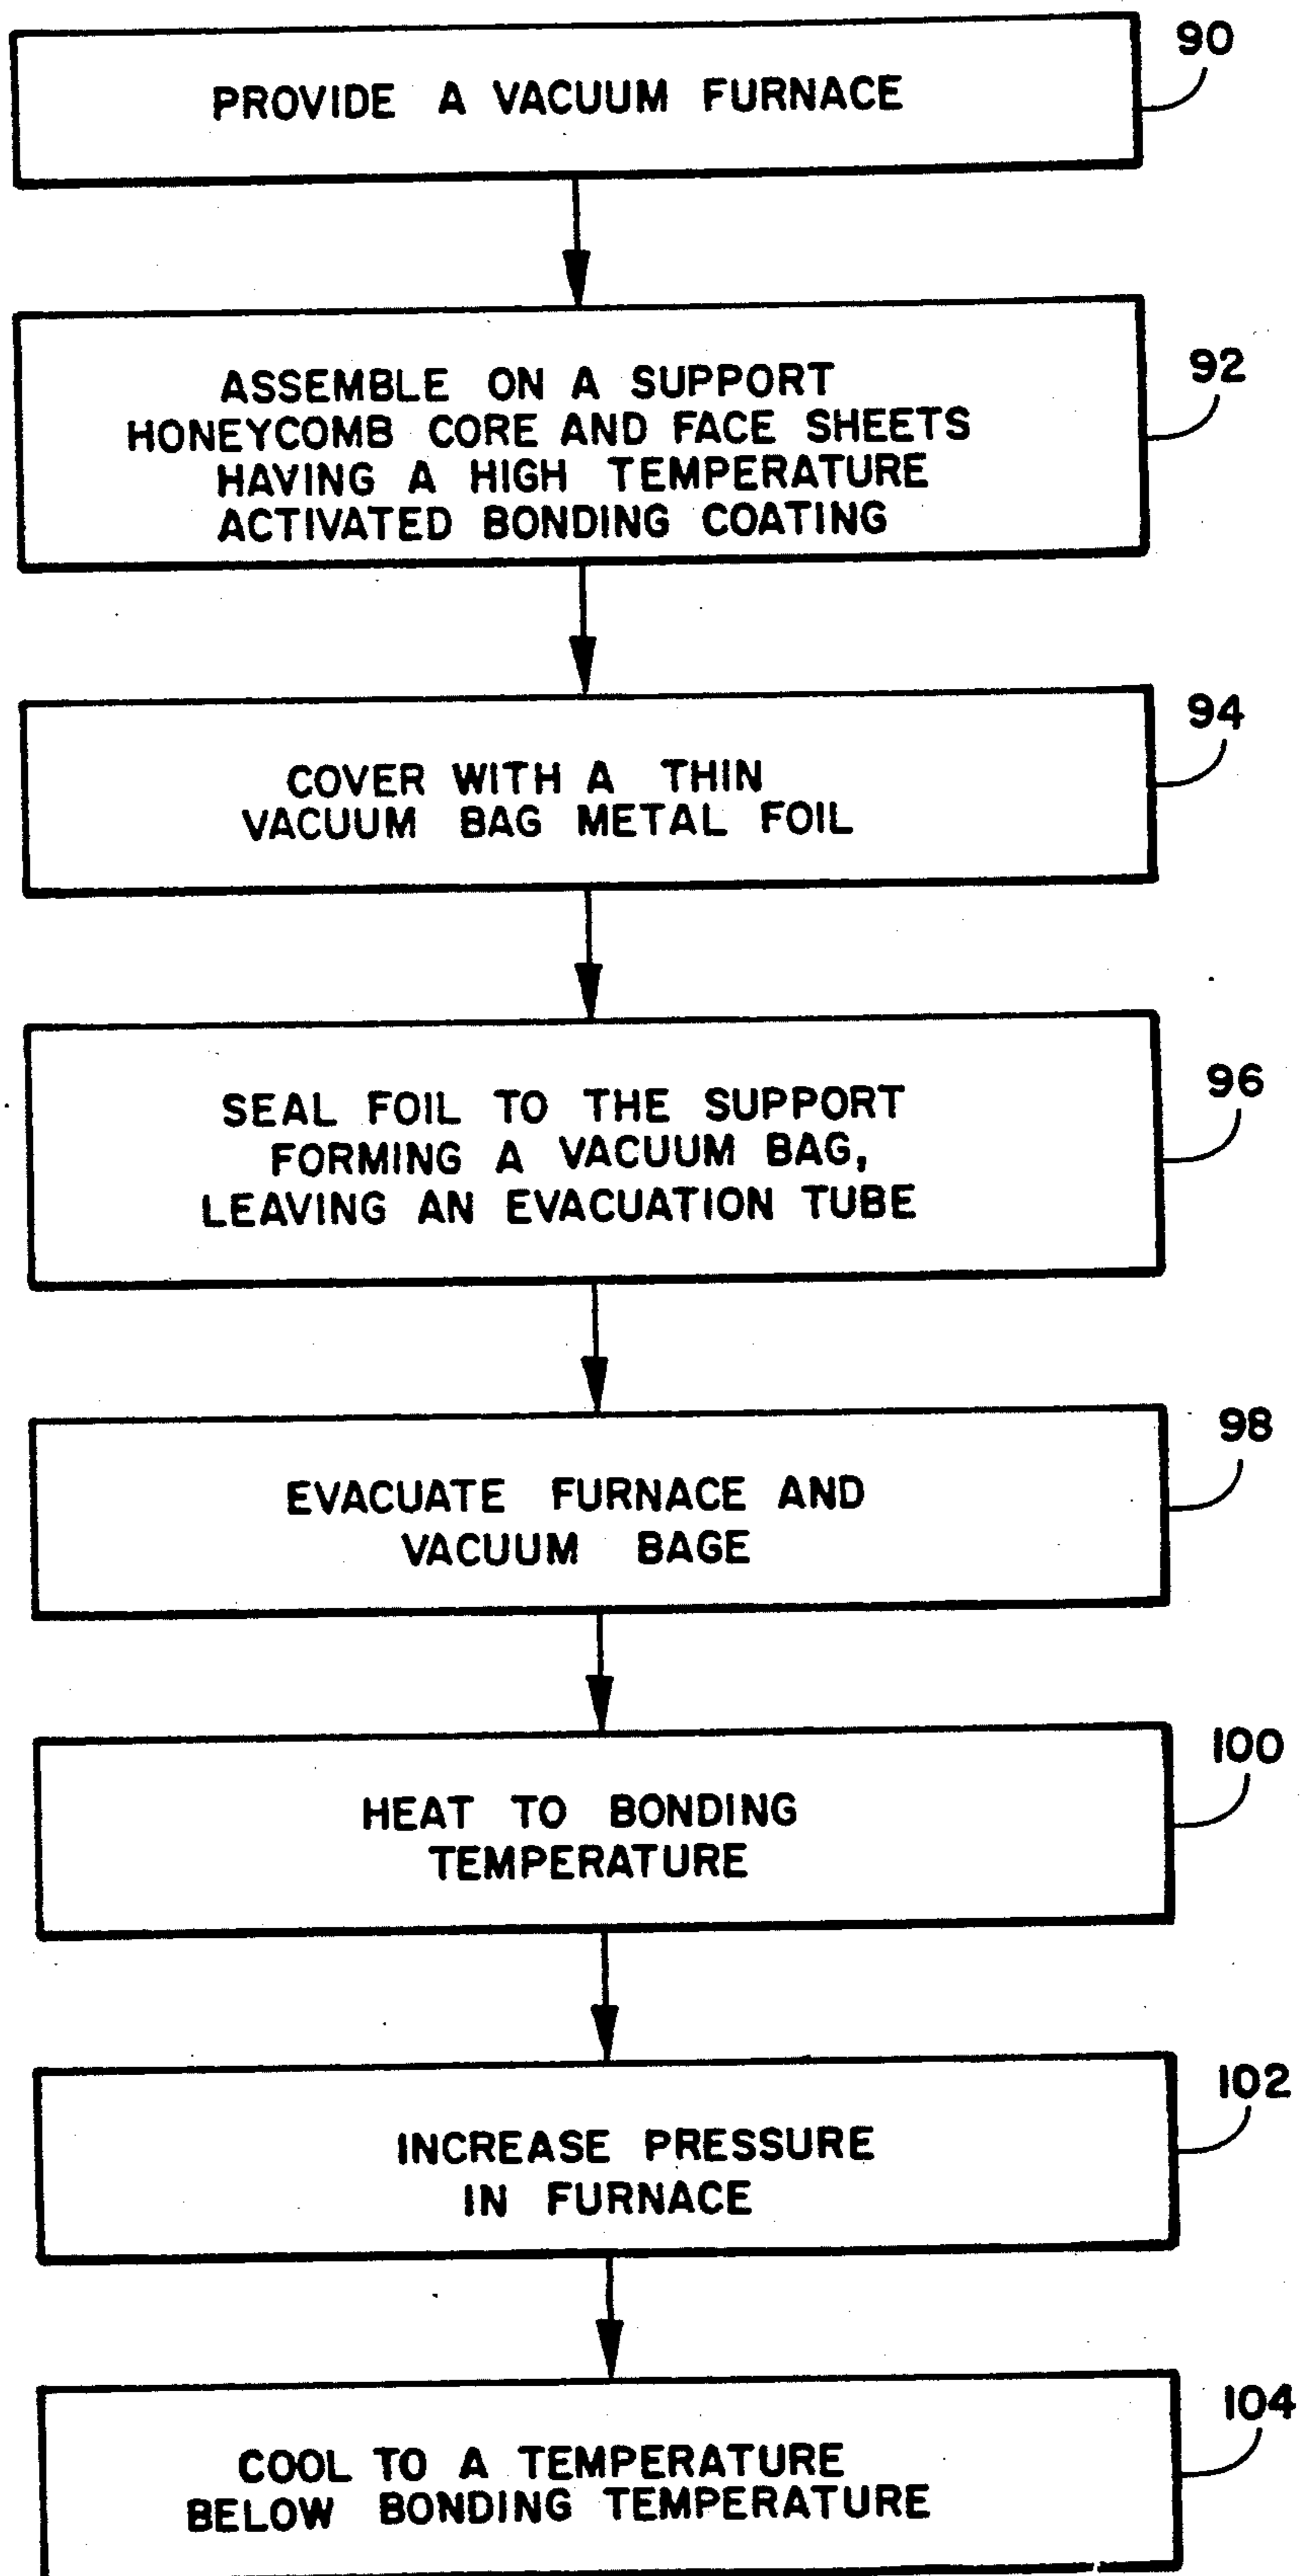 90
PROVIDE A VACUUM FURNACE
92
ASSEMBLE ON A SUPPORT
HONEYCOMB CORE AND FACE SHEETS
HAVING A HIGH TEMPERATURE
ACTIVATED BONDING COATING
94
COVER WITH A THIN
VACUUM BAG METAL FOIL
96
SEAL FOIL TO THE SUPPORT
FORMING A VACUUM BAG,
LEAVING AN EVACUATION TUBE
98
EVACUATE FURNACE AND
VACUUM BAGE
100
HEAT TO BONDING
TEMPERATURE
102
INCREASE PRESSURE
IN FURNACE
104
COOL TO A TEMPERATURE
BELOW BONDING TEMPERATURE